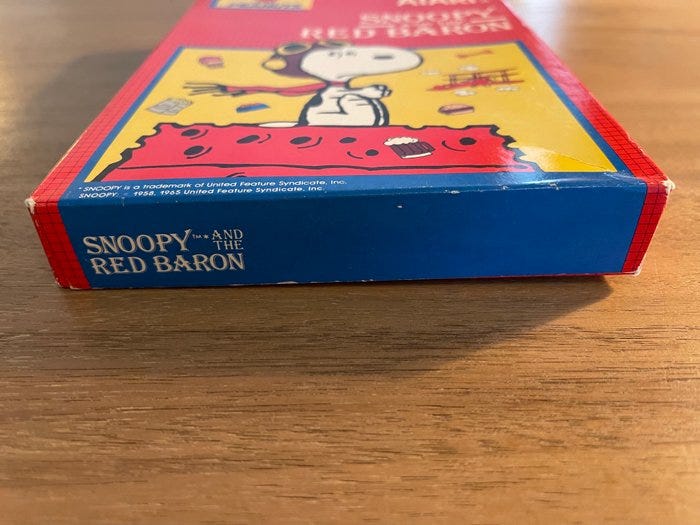 ATARI
SNOOPY
RED BARON
* SNOOPY is a trademark of United Feature Syndicate, Inc.
SNOOPY: © 1958, 1965 United Feature Syndicate, Inc.
SNOOPY™* AND
THE
RED BARON